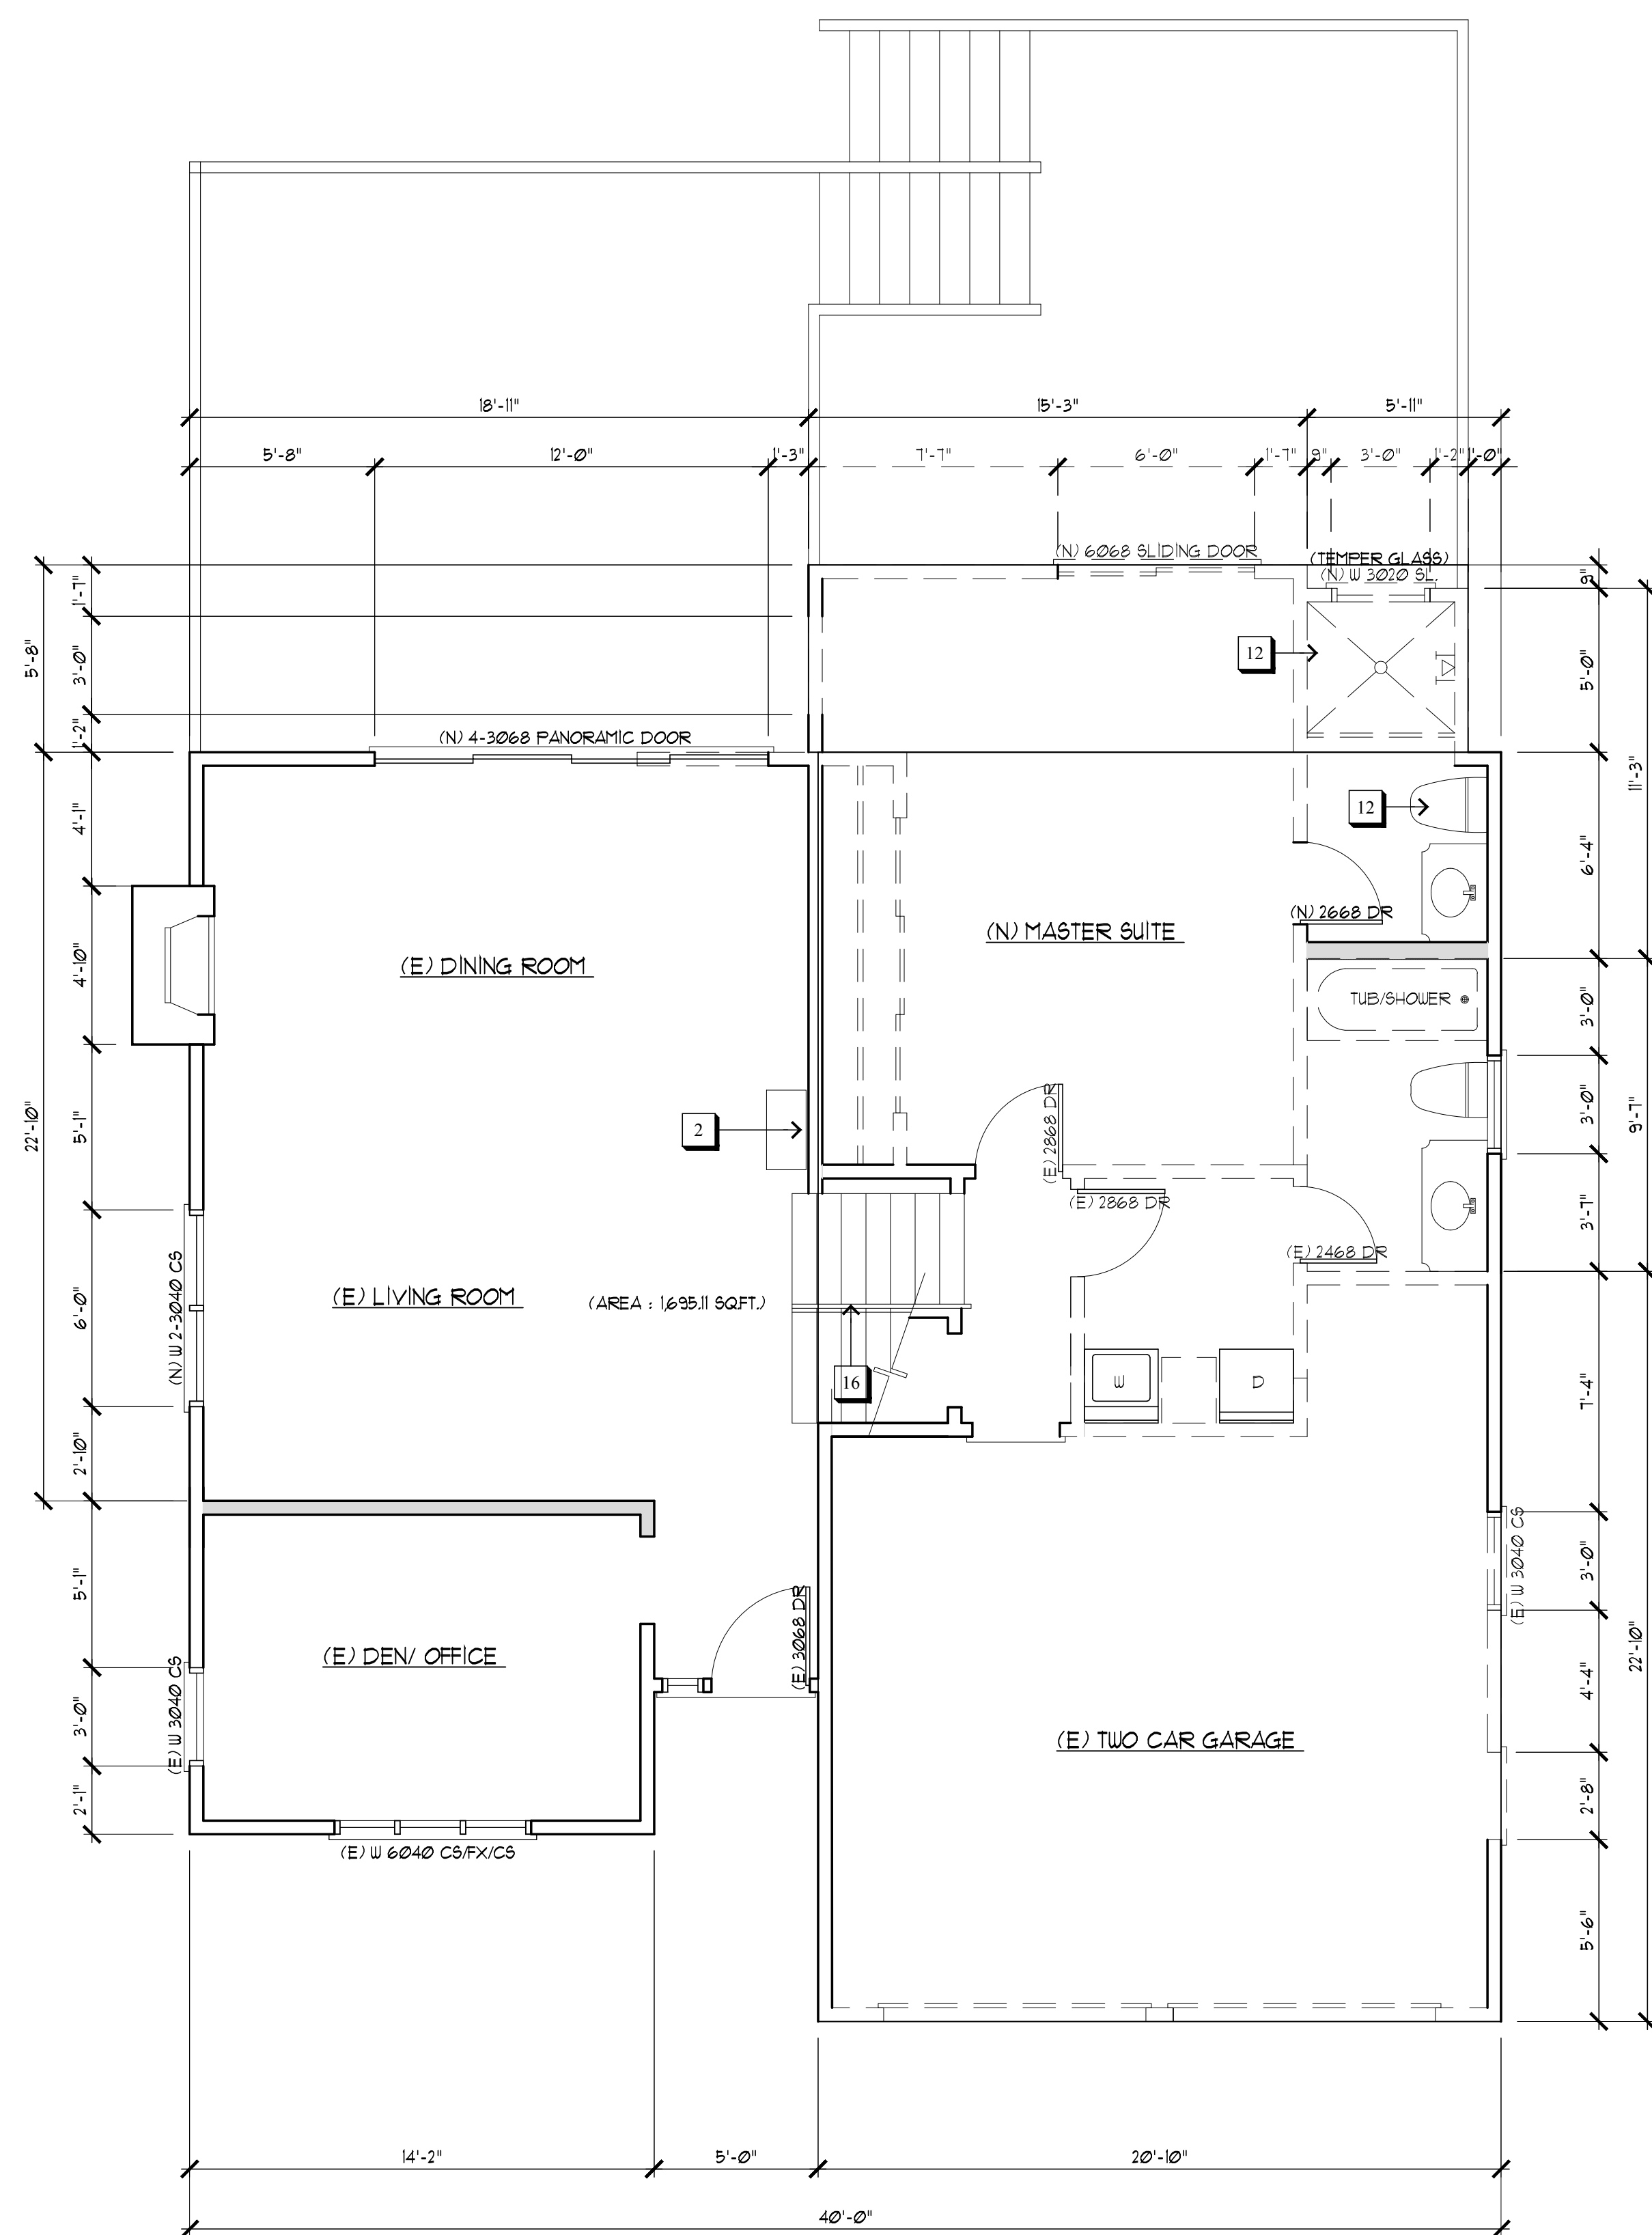 18'-11" 15'-3" 5'-11"
5'-8" 12'-0" 1'-3" 7'-7" 6'-0" 1'-7" 9" 3'-0" 1'-2" 1'-0"
(N) 6068 SLIDING DOOR
(TEMPER GLASS)
(N) W 3020 SL.
1'-7"
3'-0"
1'-2"
5'-8"
12
9"
5'-0"
(N) 4-3068 PANORAMIC DOOR
4'-1"
12
6'-4"
11'-3"
(N) 2668 DR
(N) MASTER SUITE
(E) DINING ROOM
4'-10"
TUB/SHOWER
3'-0"
22'-10"
5'-1"
2
(E) 2868 DR
3'-0"
9'-7"
(E) 2868 DR
3'-7"
(E) 2468 DR
(N) W 2-3040 CS
6'-0"
(E) LIVING ROOM
(AREA : 1,695.11 SQ.FT.)
16
W
D
7'-4"
2'-10"
5'-1"
(E) W 3040 CS
3'-0"
(E) 3068 DR
(E) DEN/ OFFICE
22'-10"
4'-4"
(E) W 3040 CS
3'-0"
(E) TWO CAR GARAGE
2'-1"
2'-8"
(E) W 6040 CS/FX/CS
5'-6"
14'-2" 5'-0" 20'-10"
40'-0"